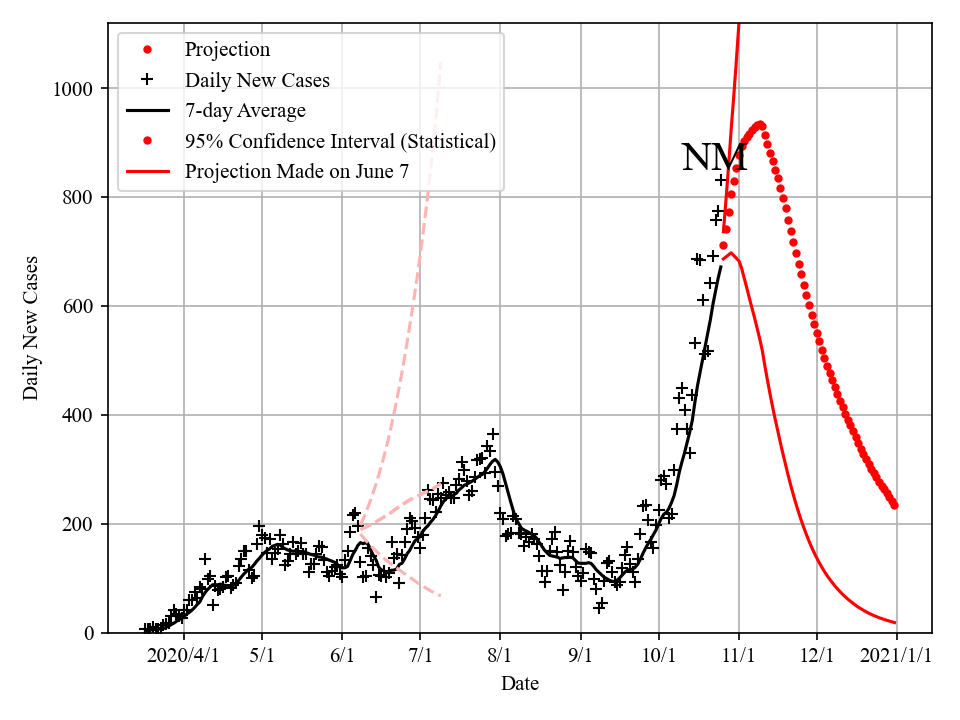 Projection
Daily New Cases
7-day Average
95% Confidence Interval (Statistical)
Projection Made on June 7
NM
1000
800
600
400
200
0
Daily New Cases
2020/4/1 5/1 6/1 7/1 8/1 9/1 10/1 11/1 12/1 2021/1/1
Date